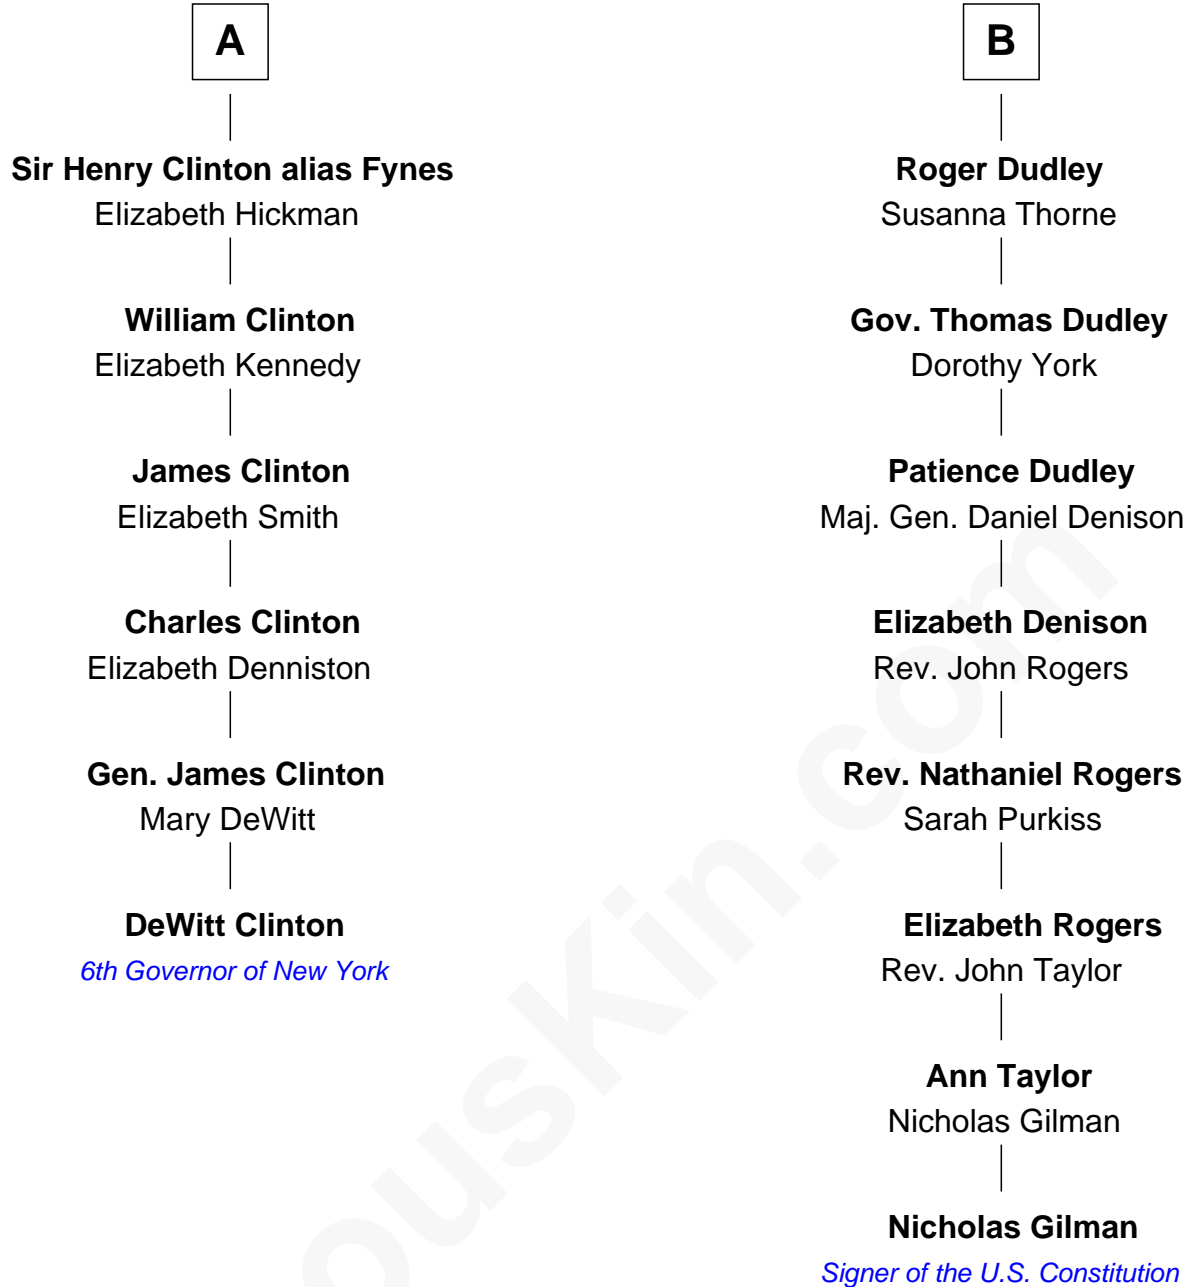 A
Sir Henry Clinton alias Fynes
Elizabeth Hickman
William Clinton
Elizabeth Kennedy
James Clinton
Elizabeth Smith
Charles Clinton
Elizabeth Denniston
Gen. James Clinton
Mary DeWitt
DeWitt Clinton
6th Governor of New York
B
Roger Dudley
Susanna Thorne
Gov. Thomas Dudley
Dorothy York
Patience Dudley
Maj. Gen. Daniel Denison
Elizabeth Denison
Rev. John Rogers
Rev. Nathaniel Rogers
Sarah Purkiss
Elizabeth Rogers
Rev. John Taylor
Ann Taylor
Nicholas Gilman
Nicholas Gilman
Signer of the U.S. Constitution
ousKin.com